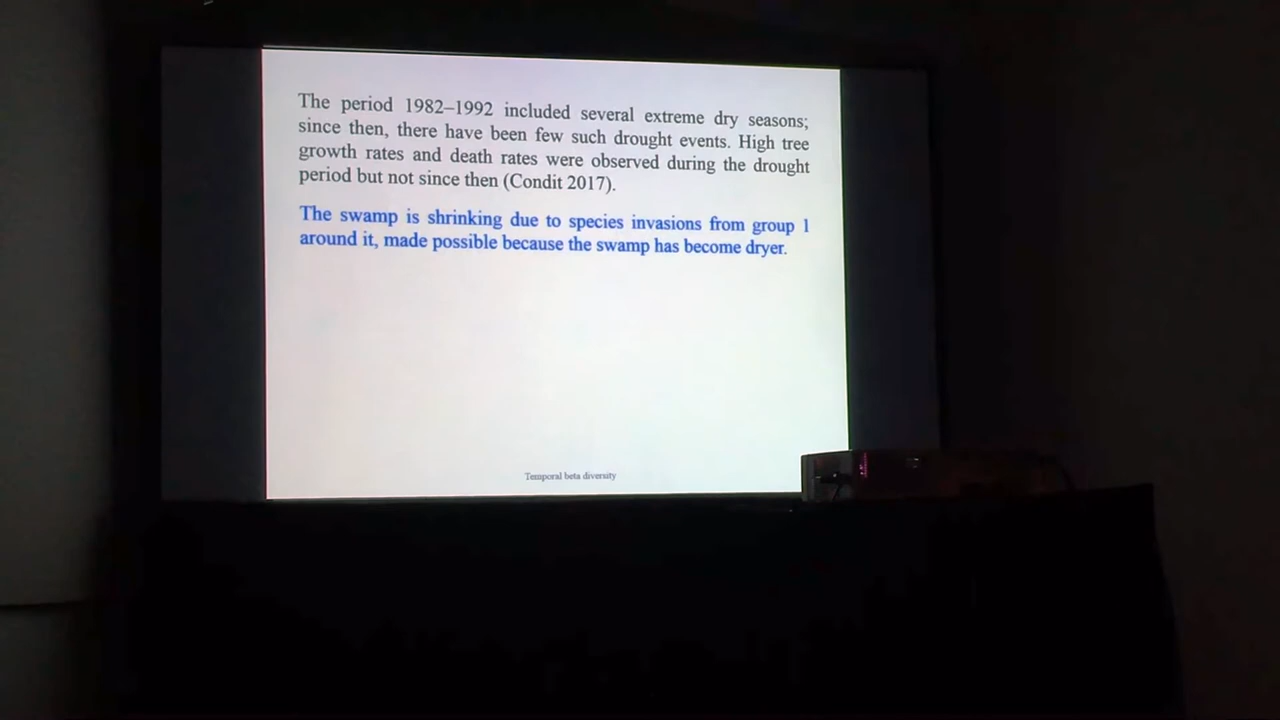 The period 1982–1992 included several extreme dry seasons;
since then, there have been few such drought events. High tree
growth rates and death rates were observed during the drought
period but not since then (Condit 2017).
The swamp is shrinking due to species invasions from group 1
around it, made possible because the swamp has become dryer.
Temporal beta diversity